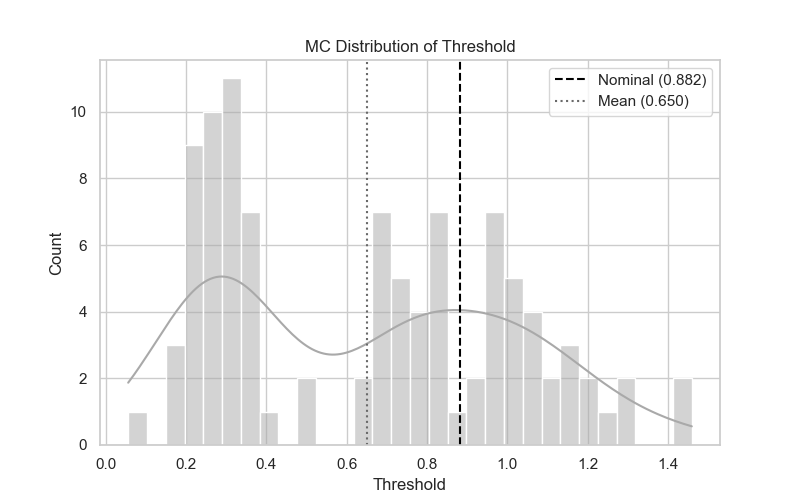 MC Distribution of Threshold
Nominal (0.882)
Mean (0.650)
Count
10
8
6
4
2
0
0.0 0.2 0.4 0.6 0.8 1.0 1.2 1.4
Threshold